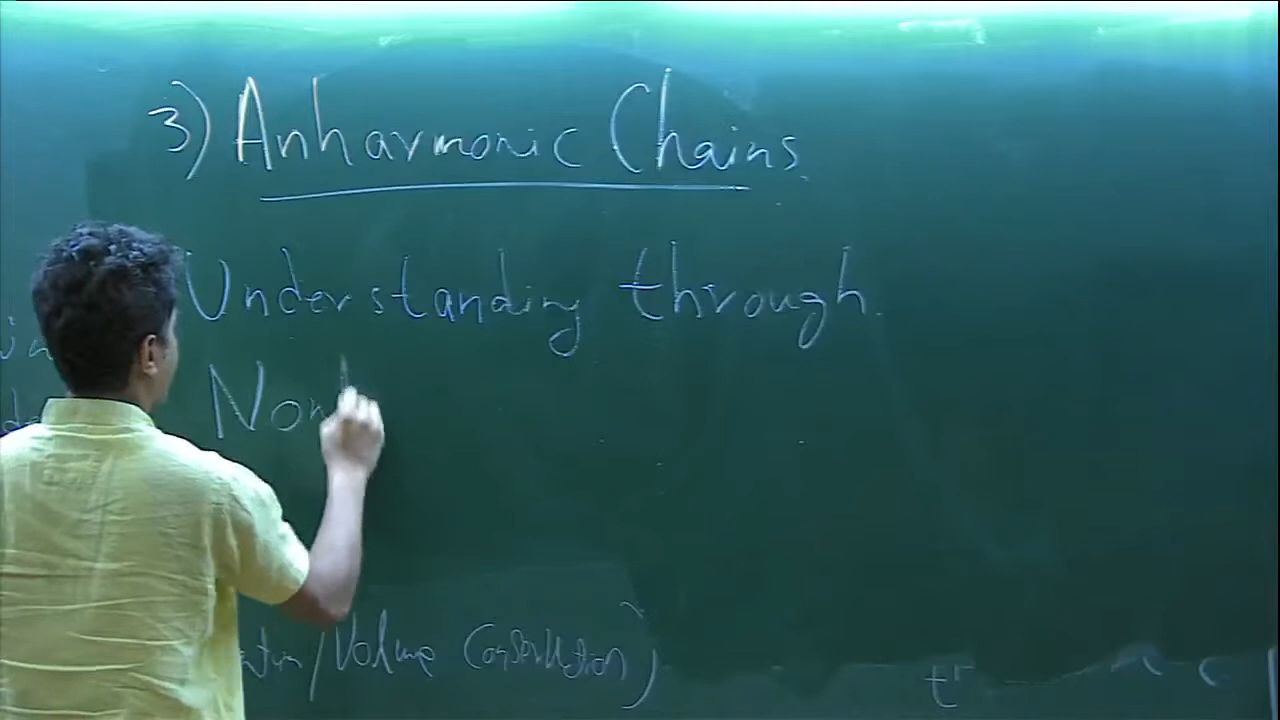 3) Anharmonic Chains
Understanding through
Non
/Volume Conservation)